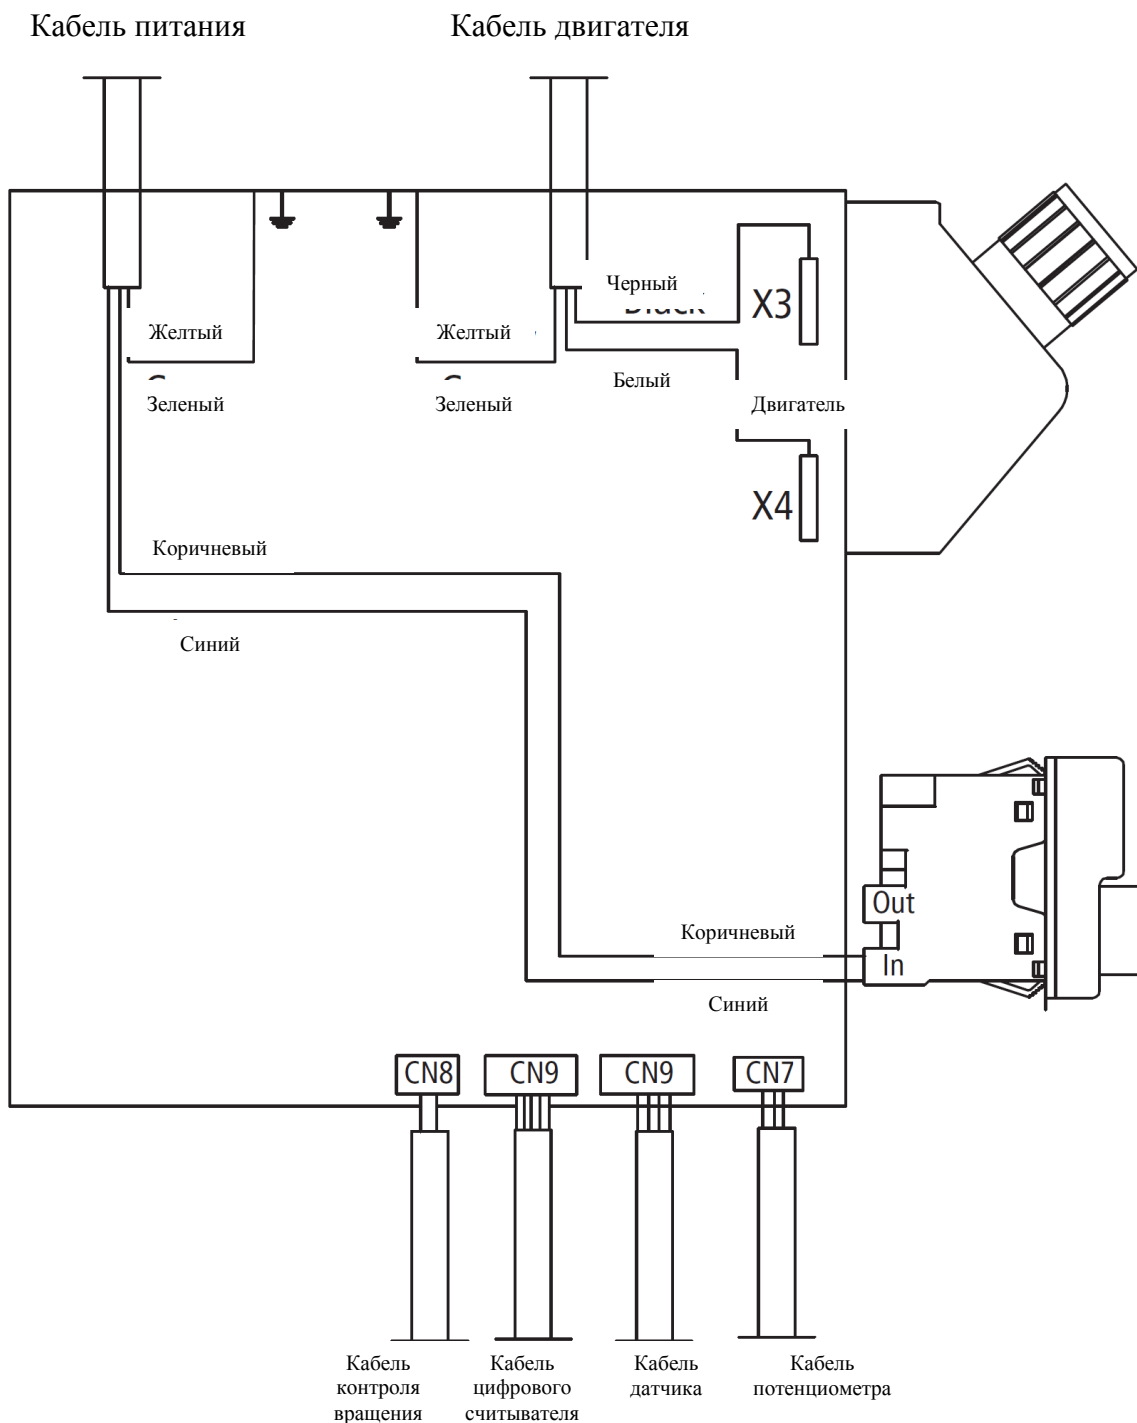 Кабель питания
Кабель двигателя
Черный
X3
Желтый
Желтый
Белый
Зеленый
Зеленый
Двигатель
X4
Коричневый
Синий
Out
Коричневый
In
Синий
CN8
CN9
CN9
CN7
Кабель
контроля
вращения
Кабель
цифрового
считывателя
Кабель
датчика
Кабель
потенциометра